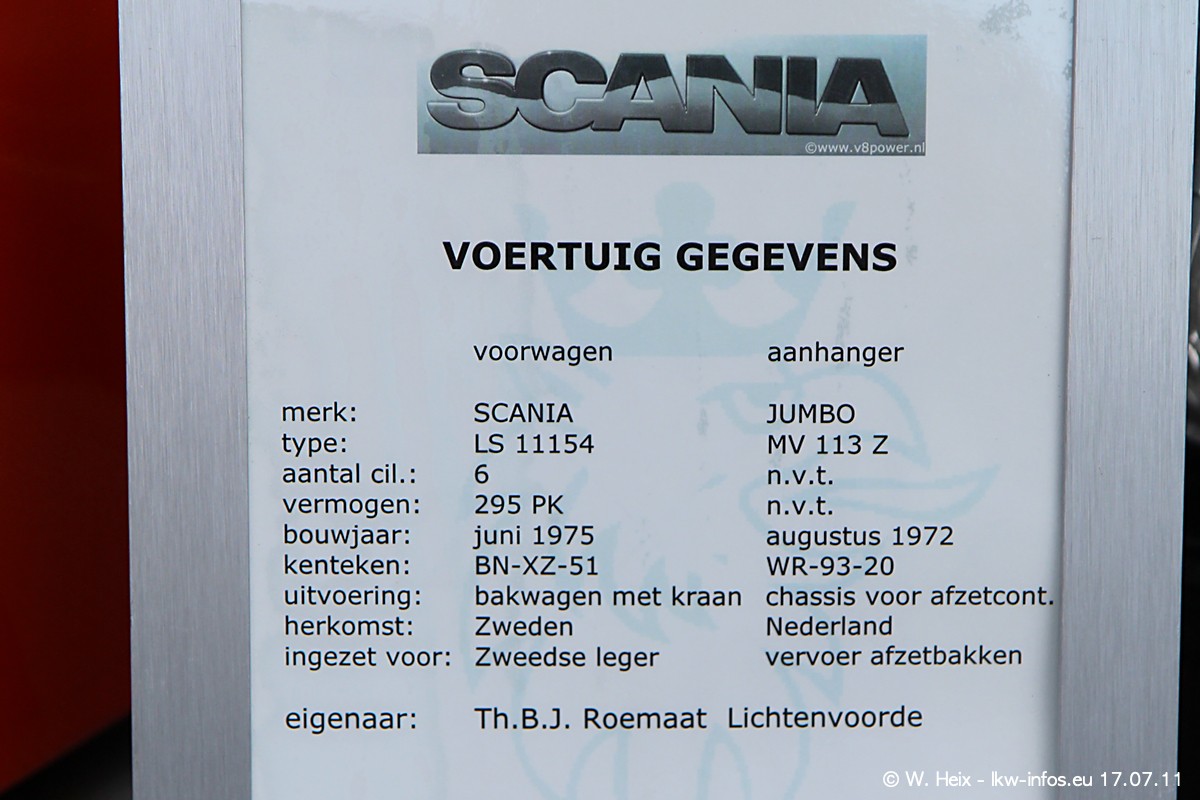 SCANIA
©www.v8power.nl
VOERTUIG GEGEVENS
voorwagen aanhanger
merk: SCANIA JUMBO
type: LS 11154 MV 113 Z
aantal cil.: 6 n.v.t.
vermogen: 295 PK n.v.t.
bouwjaar: juni 1975 augustus 1972
kenteken: BN-XZ-51 WR-93-20
uitvoering: bakwagen met kraan chassis voor afzetcont.
herkomst: Zweden Nederland
ingezet voor: Zweedse leger vervoer afzetbakken
eigenaar: Th.B.J. Roemaat Lichtenvoorde
© W. Heix - lkw-infos.eu 17.07.11